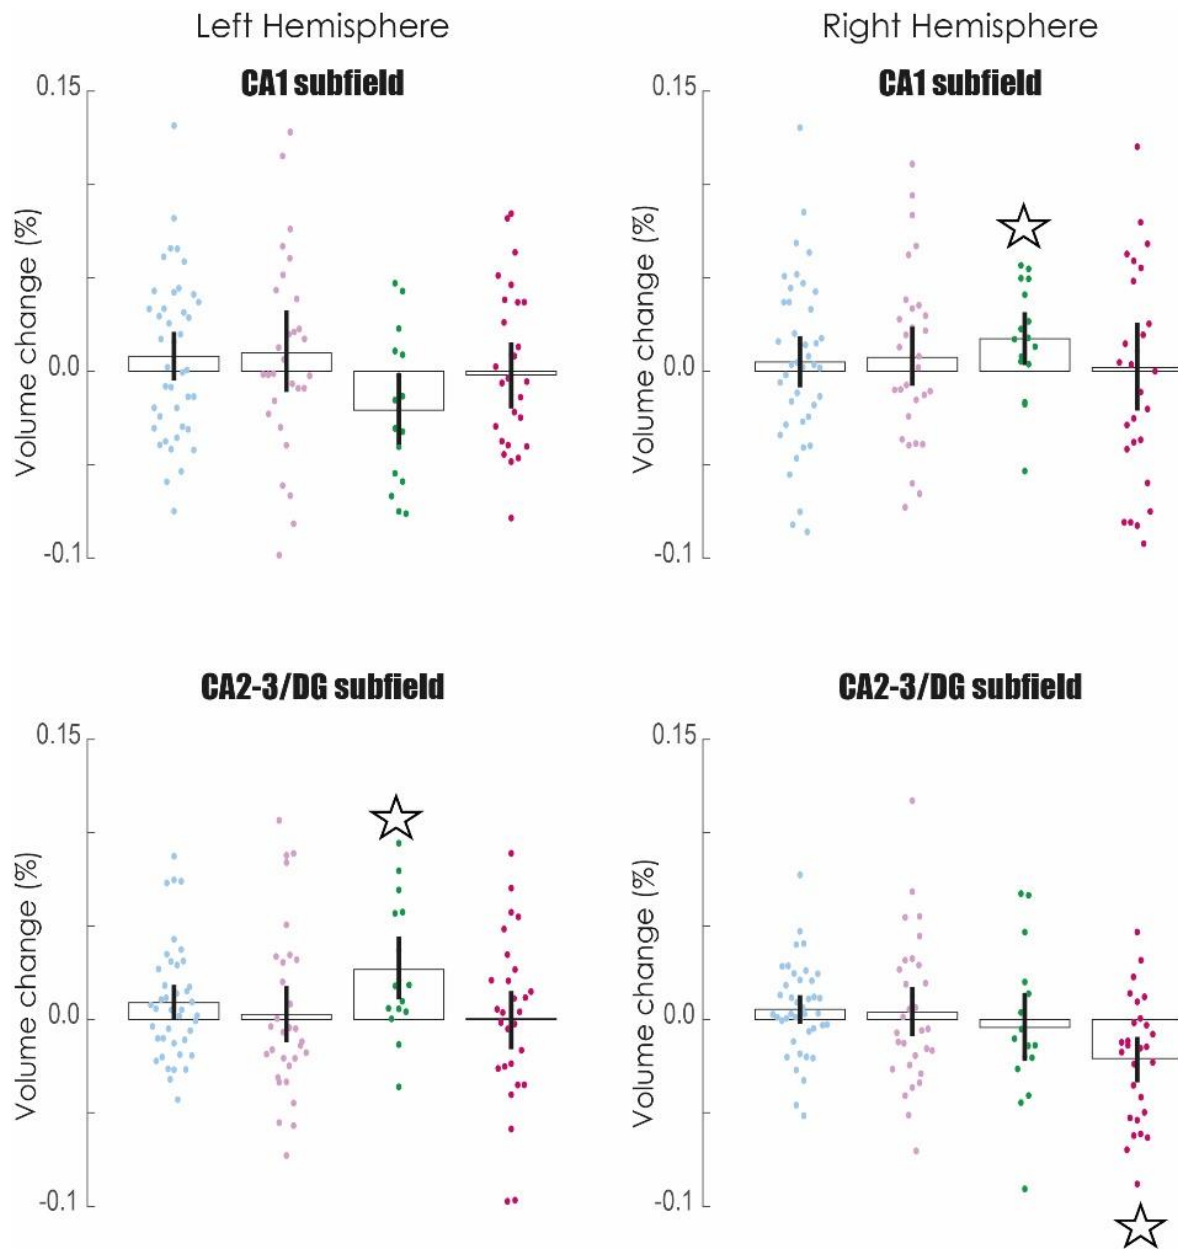 Left Hemisphere
Right Hemisphere
CA1 subfield
0.15
Volume change (%)
0.0
-0.1
CA1 subfield
0.15
Volume change (%)
0.0
-0.1
CA2-3/DG subfield
0.15
Volume change (%)
0.0
-0.1
CA2-3/DG subfield
0.15
Volume change (%)
0.0
-0.1